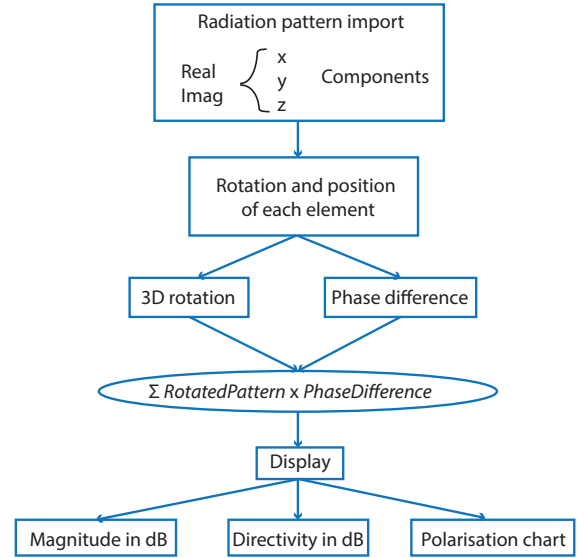 Radiation pattern import
Real
Imag
x
y
z
Components
Rotation and position
of each element
3D rotation
Phase difference
Σ RotatedPattern x PhaseDifference
Display
Magnitude in dB
Directivity in dB
Polarisation chart